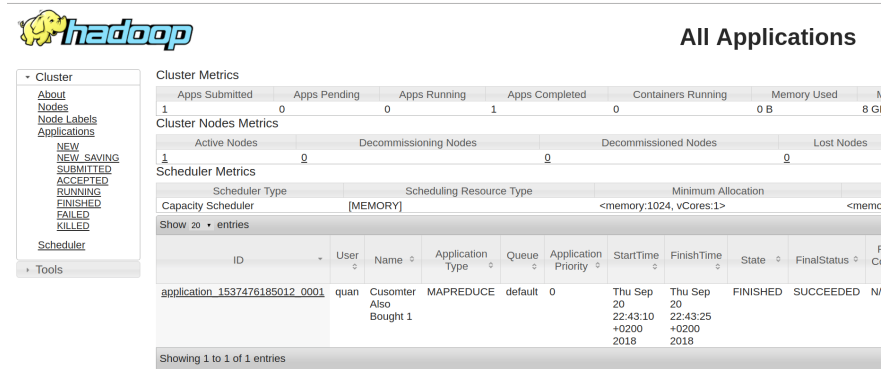 hadoop
All Applications
Cluster
About
Nodes
Node Labels
Applications
NEW
NEW_SAVING
SUBMITTED
ACCEPTED
RUNNING
FINISHED
FAILED
KILLED
Scheduler
Tools
Cluster Metrics
Apps Submitted Apps Pending Apps Running Apps Completed Containers Running Memory Used
1 0 0 1 0 0 B
Cluster Nodes Metrics
Active Nodes Decommissioning Nodes Decommissioned Nodes Lost Nodes
1 0 0 0
Scheduler Metrics
Scheduler Type Scheduling Resource Type Minimum Allocation
Capacity Scheduler [MEMORY] <memory:1024, vCores:1>
Show 20 entries
ID User Name Application Type Queue Application Priority StartTime FinishTime State FinalStatus
application_1537476185012_0001 quan Cusomter MAPREDUCE default 0 Thu Sep Thu Sep FINISHED SUCCEEDED
Also 20 20
Bought 1 22:43:10 22:43:25
+0200 +0200
2018 2018
Showing 1 to 1 of 1 entries